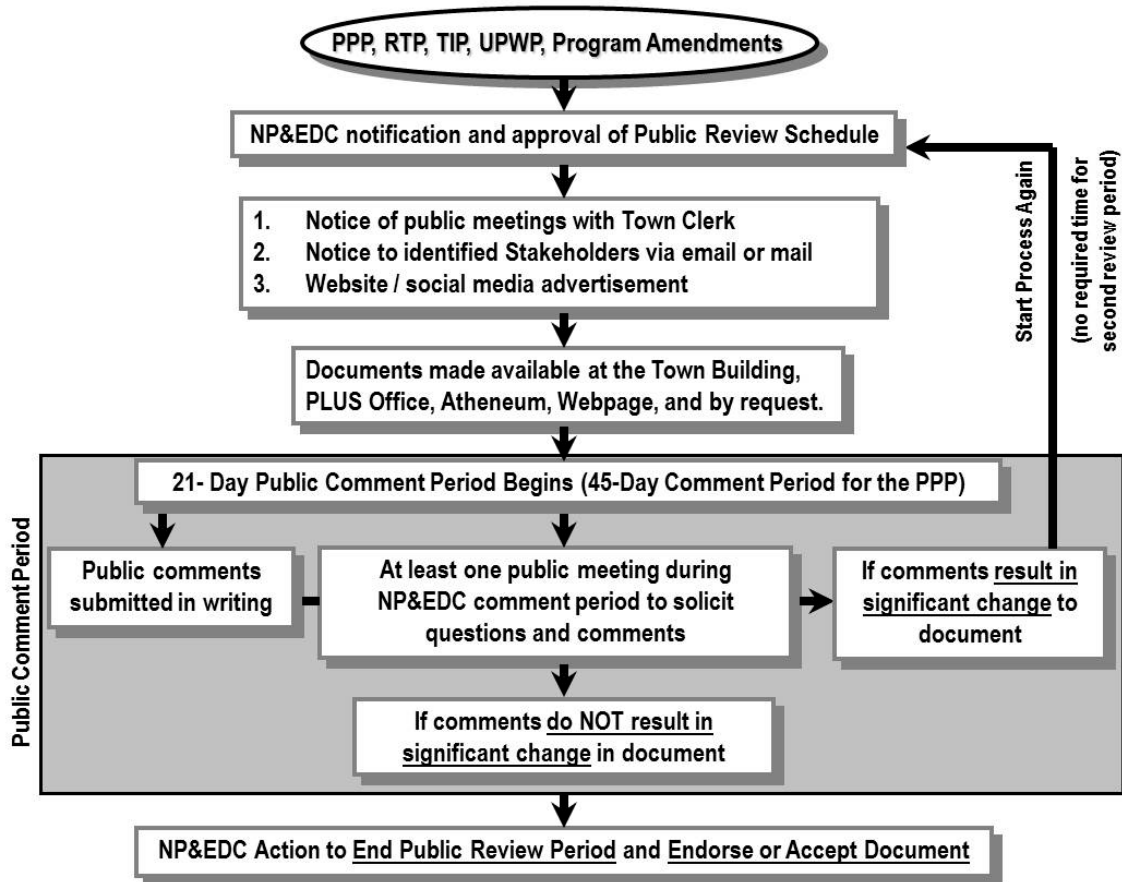 PPP, RTP, TIP, UPWP, Program Amendments
NP&EDC notification and approval of Public Review Schedule
1. Notice of public meetings with Town Clerk
2. Notice to identified Stakeholders via email or mail
3. Website / social media advertisement
Start Process Again
(no required time for
second review period)
Documents made available at the Town Building,
PLUS Office, Atheneum, Webpage, and by request.
Public Comment Period
21- Day Public Comment Period Begins (45-Day Comment Period for the PPP)
Public comments
submitted in writing
At least one public meeting during
NP&EDC comment period to solicit
questions and comments
If comments result in
significant change to
document
If comments do NOT result in
significant change in document
NP&EDC Action to End Public Review Period and Endorse or Accept Document